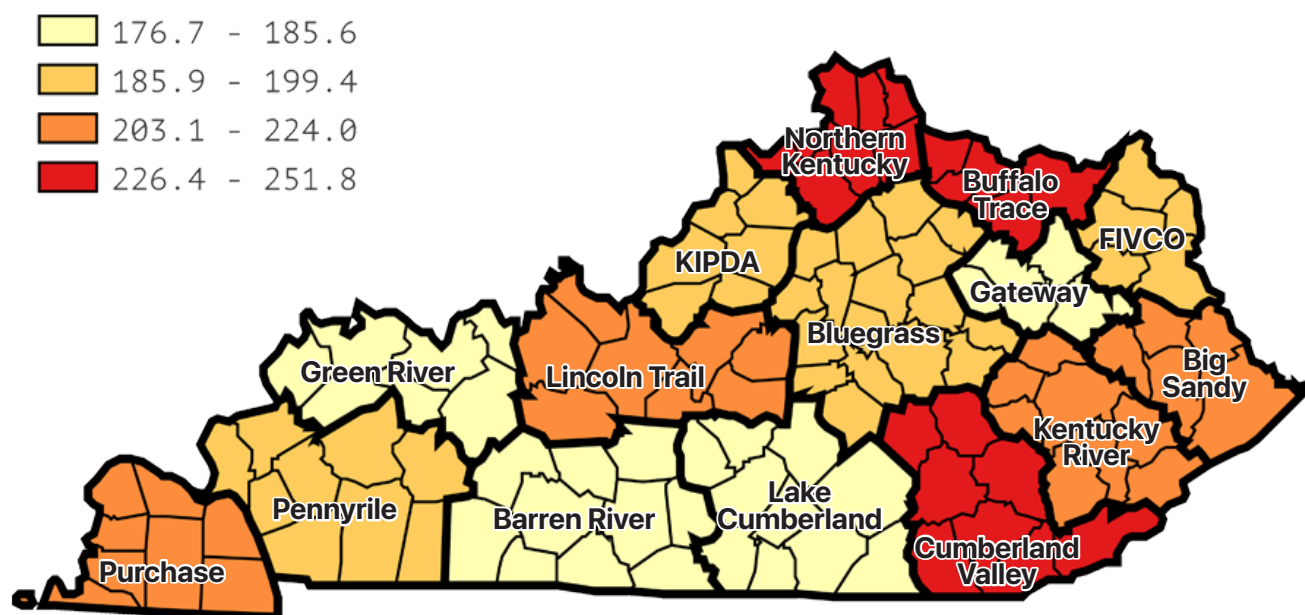 176.7 - 185.6
185.9 - 199.4
203.1 - 224.0
226.4 - 251.8
Northern
Kentucky
Buffalo
Trace
FIVCO
KIPDA
Gateway
Bluegrass
Green River
Lincoln Trail
Big
Sandy
Kentucky
River
Pennyrile
Barren River
Lake
Cumberland
Cumberland
Valley
Purchase